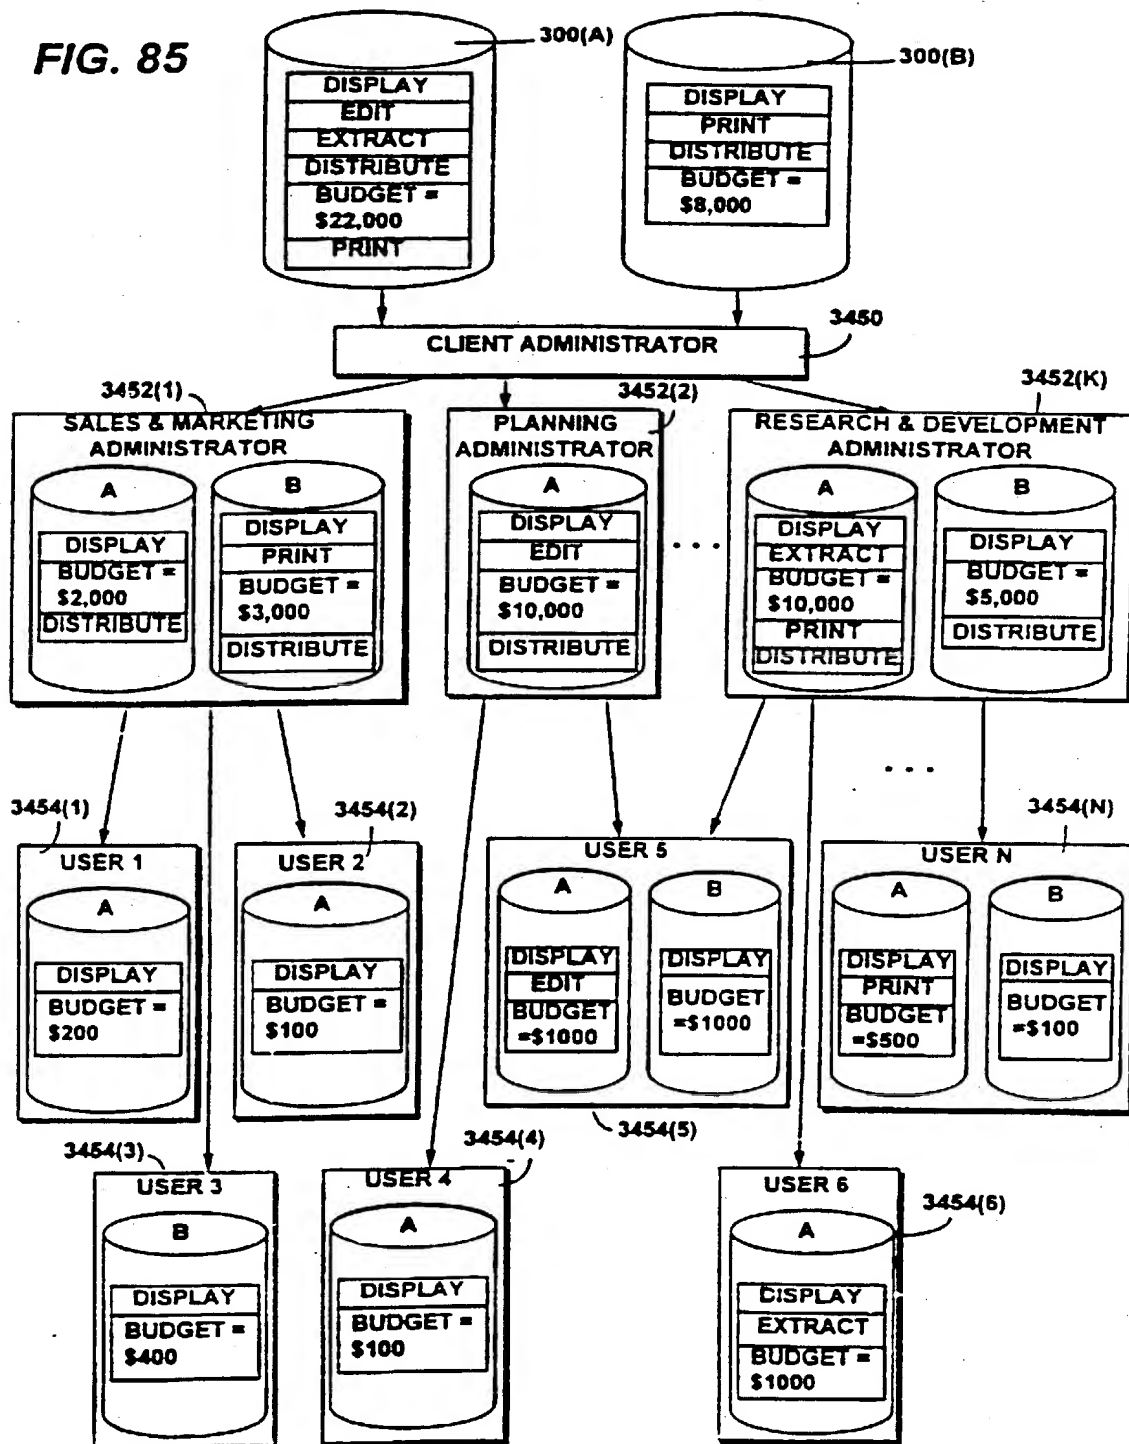 FIG. 85
300(A)
DISPLAY
EDIT
EXTRACT
DISTRIBUTE
BUDGET =
$22,000
PRINT
300(B)
DISPLAY
PRINT
DISTRIBUTE
BUDGET =
$8,000
CLIENT ADMINISTRATOR
3450
3452(1)
SALES & MARKETING
ADMINISTRATOR
A
DISPLAY
BUDGET =
$2,000
DISTRIBUTE
B
DISPLAY
PRINT
BUDGET =
$3,000
DISTRIBUTE
3452(2)
PLANNING
ADMINISTRATOR
A
DISPLAY
EDIT
BUDGET =
$10,000
DISTRIBUTE
. . .
3452(K)
RESEARCH & DEVELOPMENT
ADMINISTRATOR
A
DISPLAY
EXTRACT
BUDGET =
$10,000
PRINT
DISTRIBUTE
B
DISPLAY
BUDGET =
$5,000
DISTRIBUTE
. . .
3454(1)
USER 1
A
DISPLAY
BUDGET =
$200
3454(2)
USER 2
A
DISPLAY
BUDGET =
$100
USER 5
A
DISPLAY
EDIT
BUDGET
=$1000
B
DISPLAY
BUDGET
=$1000
3454(5)
3454(N)
USER N
A
DISPLAY
PRINT
BUDGET
=$500
B
DISPLAY
BUDGET
=$100
3454(3)
USER 3
B
DISPLAY
BUDGET =
$400
3454(4)
USER 4
A
DISPLAY
BUDGET =
$100
USER 6
3454(6)
A
DISPLAY
EXTRACT
BUDGET =
$1000